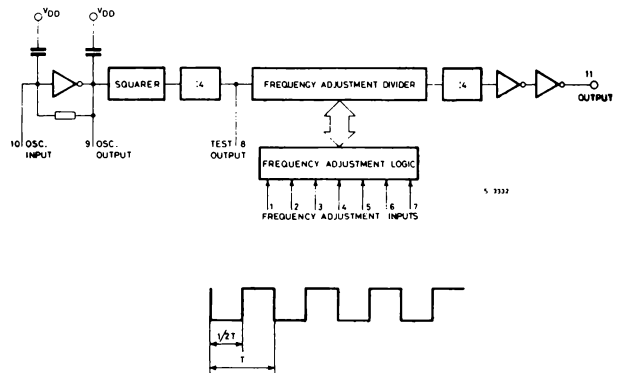 VDD VDD
SQUARER
:4
FREQUENCY ADJUSTMENT DIVIDER
:4
11
OUTPUT
10 OSC. INPUT
9 OSC. OUTPUT
TEST 8 OUTPUT
FREQUENCY ADJUSTMENT LOGIC
1 2 3 4 5 6 7
FREQUENCY ADJUSTMENT INPUTS
1/2T
T